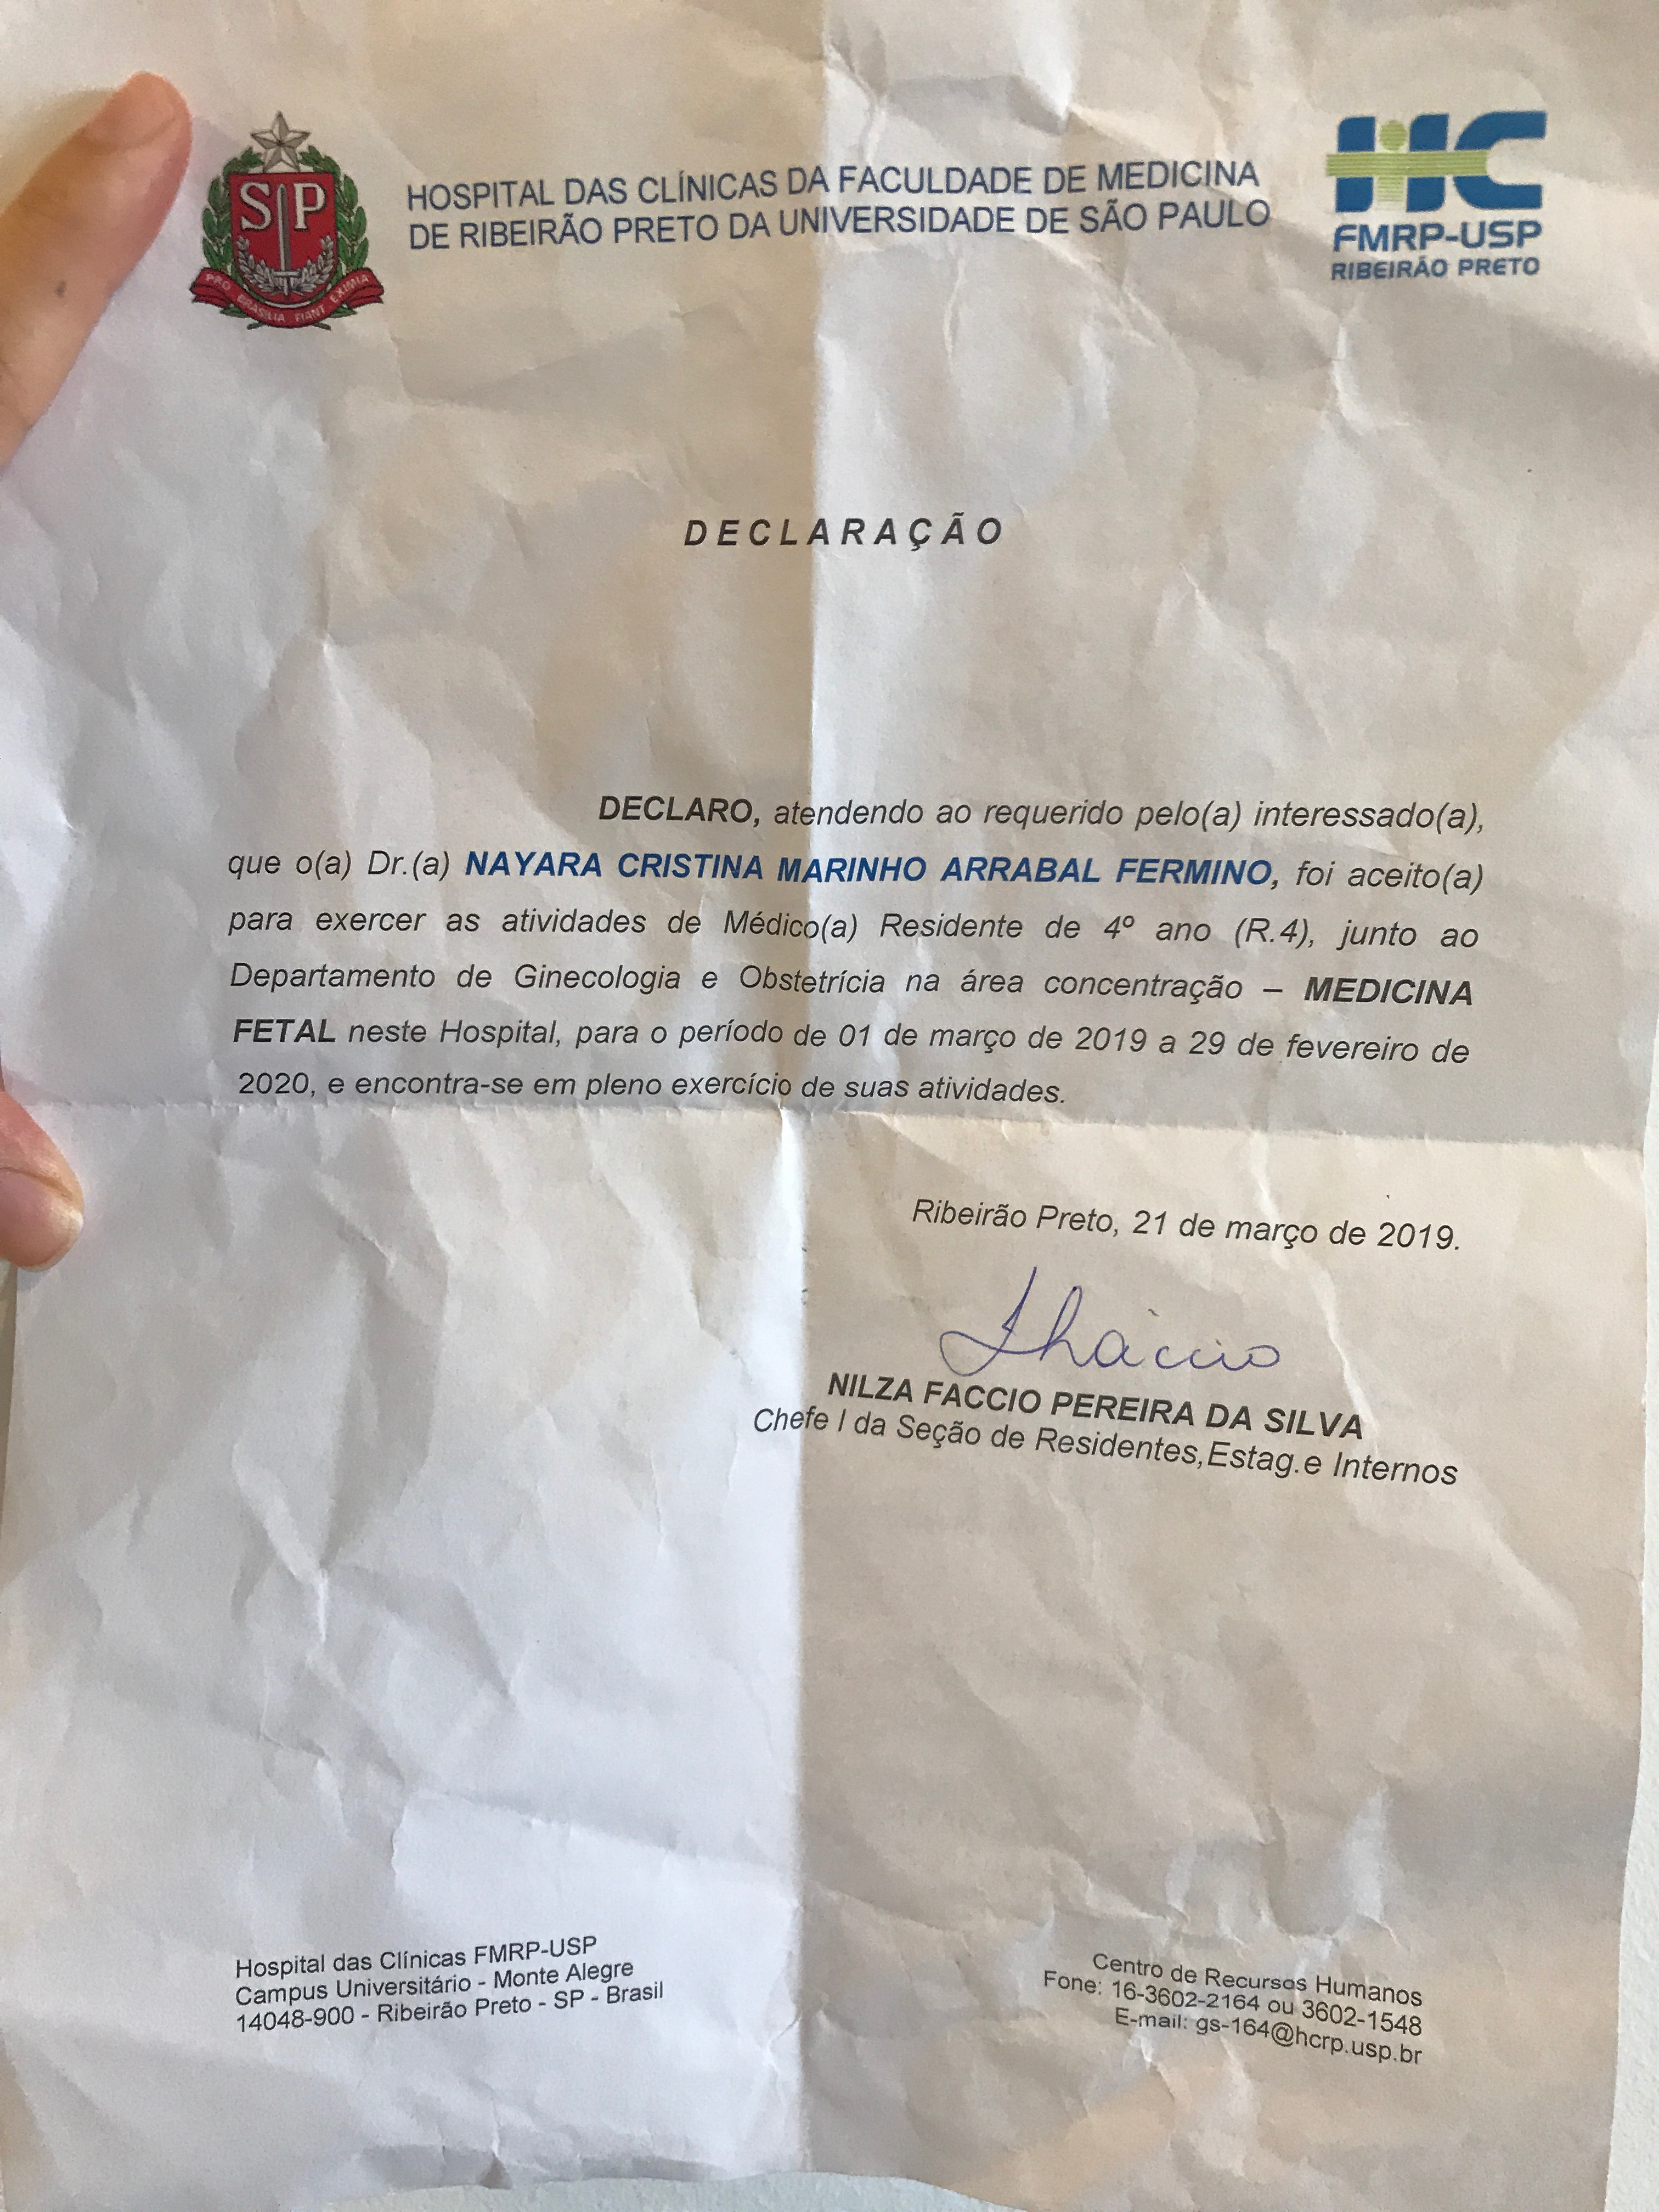 SP
PRO BRASILIA FIANT EXIMIA
HOSPITAL DAS CLÍNICAS DA FACULDADE DE MEDICINA
DE RIBEIRÃO PRETO DA UNIVERSIDADE DE SÃO PAULO
HC
FMRP-USP
RIBEIRÃO PRETO
DECLARAÇÃO
DECLARO, atendendo ao requerido pelo(a) interessado(a),
que o(a) Dr.(a) NAYARA CRISTINA MARINHO ARRABAL FERMINO, foi aceito(a)
para exercer as atividades de Médico(a) Residente de 4º ano (R.4), junto ao
Departamento de Ginecologia e Obstetrícia na área concentração – MEDICINA
FETAL neste Hospital, para o período de 01 de março de 2019 a 29 de fevereiro de
2020, e encontra-se em pleno exercício de suas atividades.
Ribeirão Preto, 21 de março de 2019.
NILZA FACCIO PEREIRA DA SILVA
Chefe I da Seção de Residentes,Estag.e Internos
Hospital das Clínicas FMRP-USP
Campus Universitário - Monte Alegre
14048-900 - Ribeirão Preto - SP - Brasil
Centro de Recursos Humanos
Fone: 16-3602-2164 ou 3602-1548
E-mail: gs-164@hcrp.usp.br